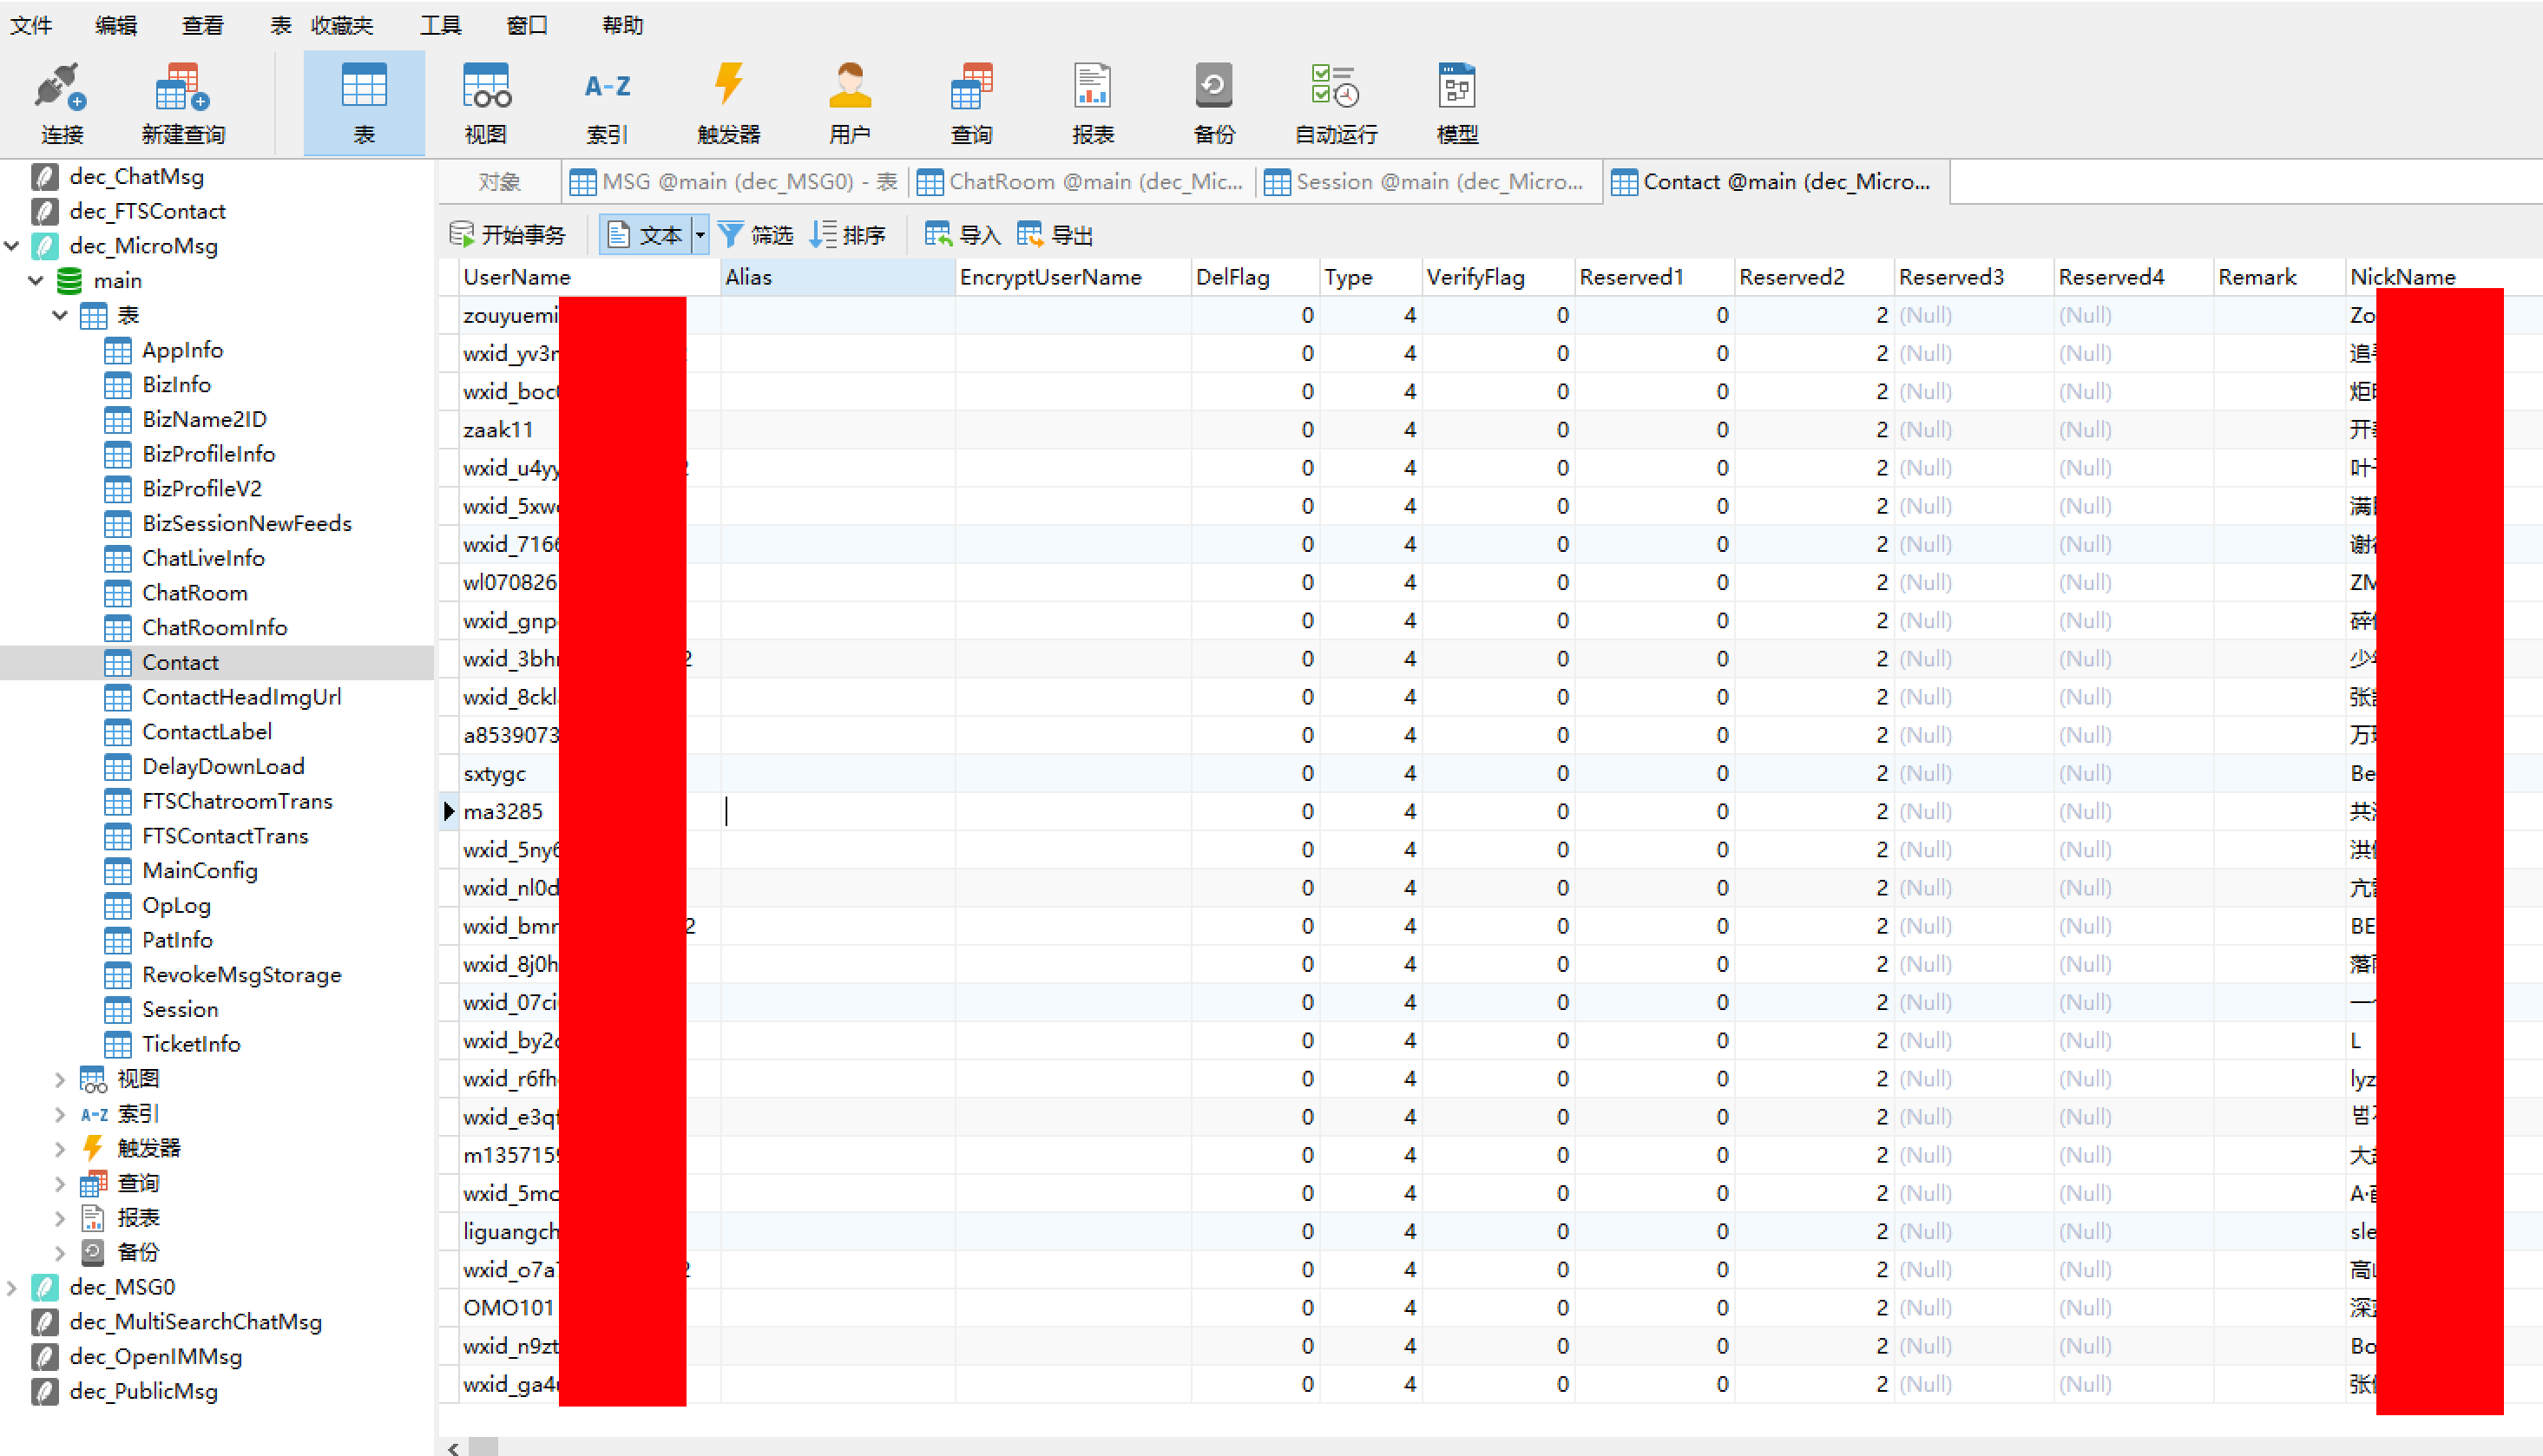 文件 编辑 查看 表 收藏夹 工具 窗口 帮助
连接 新建查询 表 视图 索引 触发器 用户 查询 报表 备份 自动运行 模型
dec_ChatMsg
dec_FTSContact
dec_MicroMsg
main
表
AppInfo
BizInfo
BizName2ID
BizProfileInfo
BizProfileV2
BizSessionNewFeeds
ChatLiveInfo
ChatRoom
ChatRoomInfo
Contact
ContactHeadImgUrl
ContactLabel
DelayDownLoad
FTSChatroomTrans
FTSContactTrans
MainConfig
OpLog
PatInfo
RevokeMsgStorage
Session
TicketInfo
视图
A-Z 索引
触发器
查询
报表
备份
dec_MSG0
dec_MultiSearchChatMsg
dec_OpenIMMsg
dec_PublicMsg
对象 MSG @main (dec_MSG0) - 表 ChatRoom @main (dec_Mic... Session @main (dec_Micro... Contact @main (dec_Micro...
开始事务 文本 筛选 排序 导入 导出
UserName Alias EncryptUserName DelFlag Type VerifyFlag Reserved1 Reserved2 Reserved3 Reserved4 Remark NickName
zouyuemi 0 4 0 0 2 (Null) (Null) Zo
wxid_yv3 0 4 0 0 2 (Null) (Null) 追
wxid_boc 0 4 0 0 2 (Null) (Null) 炬
zaak11 0 4 0 0 2 (Null) (Null) 开
wxid_u4yy 2 0 4 0 0 2 (Null) (Null) 叶
wxid_5xw 0 4 0 0 2 (Null) (Null) 满
wxid_716 0 4 0 0 2 (Null) (Null) 谢
wl070826 0 4 0 0 2 (Null) (Null) ZM
wxid_gnp 0 4 0 0 2 (Null) (Null) 碎
wxid_3bh 2 0 4 0 0 2 (Null) (Null) 少
wxid_8ckl 0 4 0 0 2 (Null) (Null) 张
a8539073 0 4 0 0 2 (Null) (Null) 万
sxtygc 0 4 0 0 2 (Null) (Null) Be
ma3285 0 4 0 0 2 (Null) (Null) 共
wxid_5ny6 0 4 0 0 2 (Null) (Null) 洪
wxid_nl0d 0 4 0 0 2 (Null) (Null) 亢
wxid_bm 2 0 4 0 0 2 (Null) (Null) BE
wxid_8j0h 0 4 0 0 2 (Null) (Null) 落
wxid_07ci 0 4 0 0 2 (Null) (Null) 一
wxid_by2 0 4 0 0 2 (Null) (Null) L
wxid_r6fh 0 4 0 0 2 (Null) (Null) lyz
wxid_e3q 0 4 0 0 2 (Null) (Null) 범
m135715 0 4 0 0 2 (Null) (Null) 大
wxid_5m 0 4 0 0 2 (Null) (Null) A·
liguangch 0 4 0 0 2 (Null) (Null) sle
wxid_o7a 2 0 4 0 0 2 (Null) (Null) 高
OMO101 0 4 0 0 2 (Null) (Null) 深
wxid_n9zt 0 4 0 0 2 (Null) (Null) Bo
wxid_ga4 0 4 0 0 2 (Null) (Null) 张